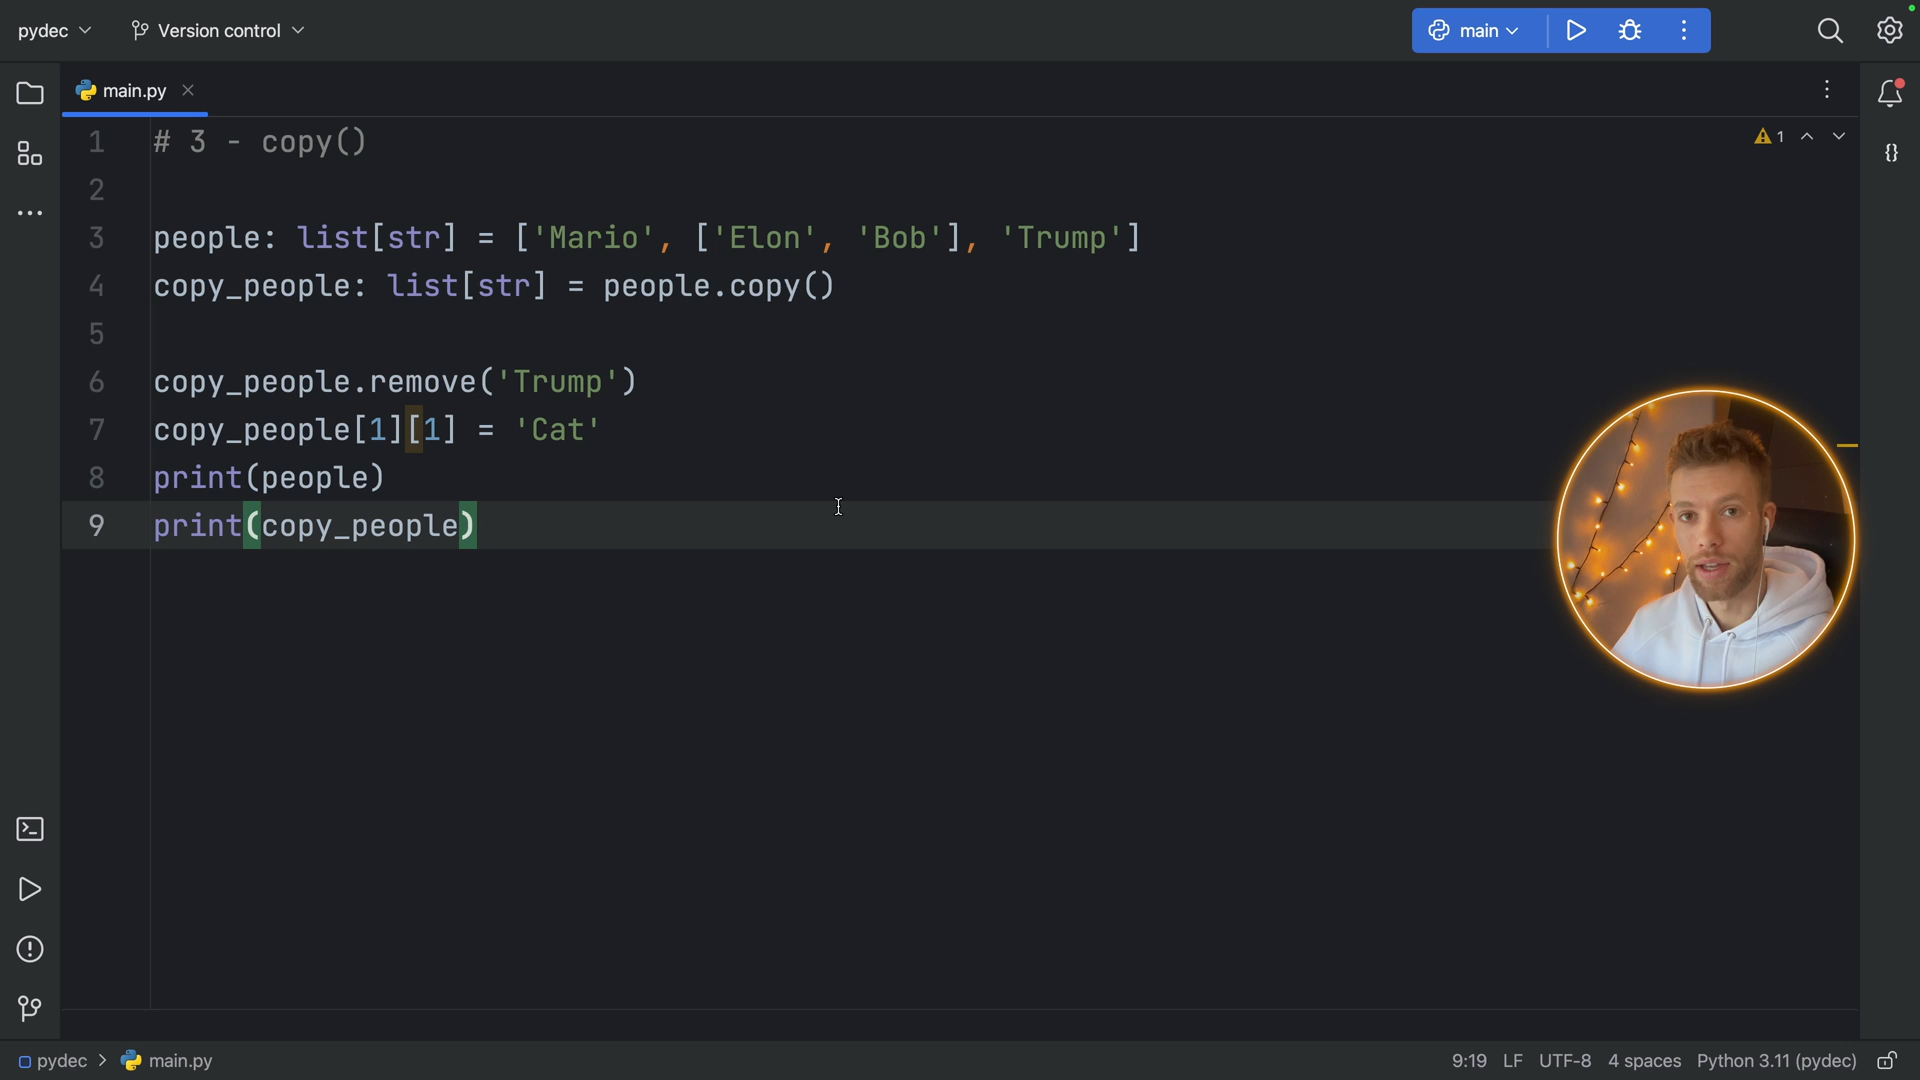 pydec
Version control
main
main.py
1
1 # 3 - copy()
2
3 people: list[str] = ['Mario', ['Elon', 'Bob'], 'Trump']
4 copy_people: list[str] = people.copy()
5
6 copy_people.remove('Trump')
7 copy_people[1][1] = 'Cat'
8 print(people)
9 print(copy_people)
pydec > main.py
9:19 LF UTF-8 4 spaces Python 3.11 (pydec)